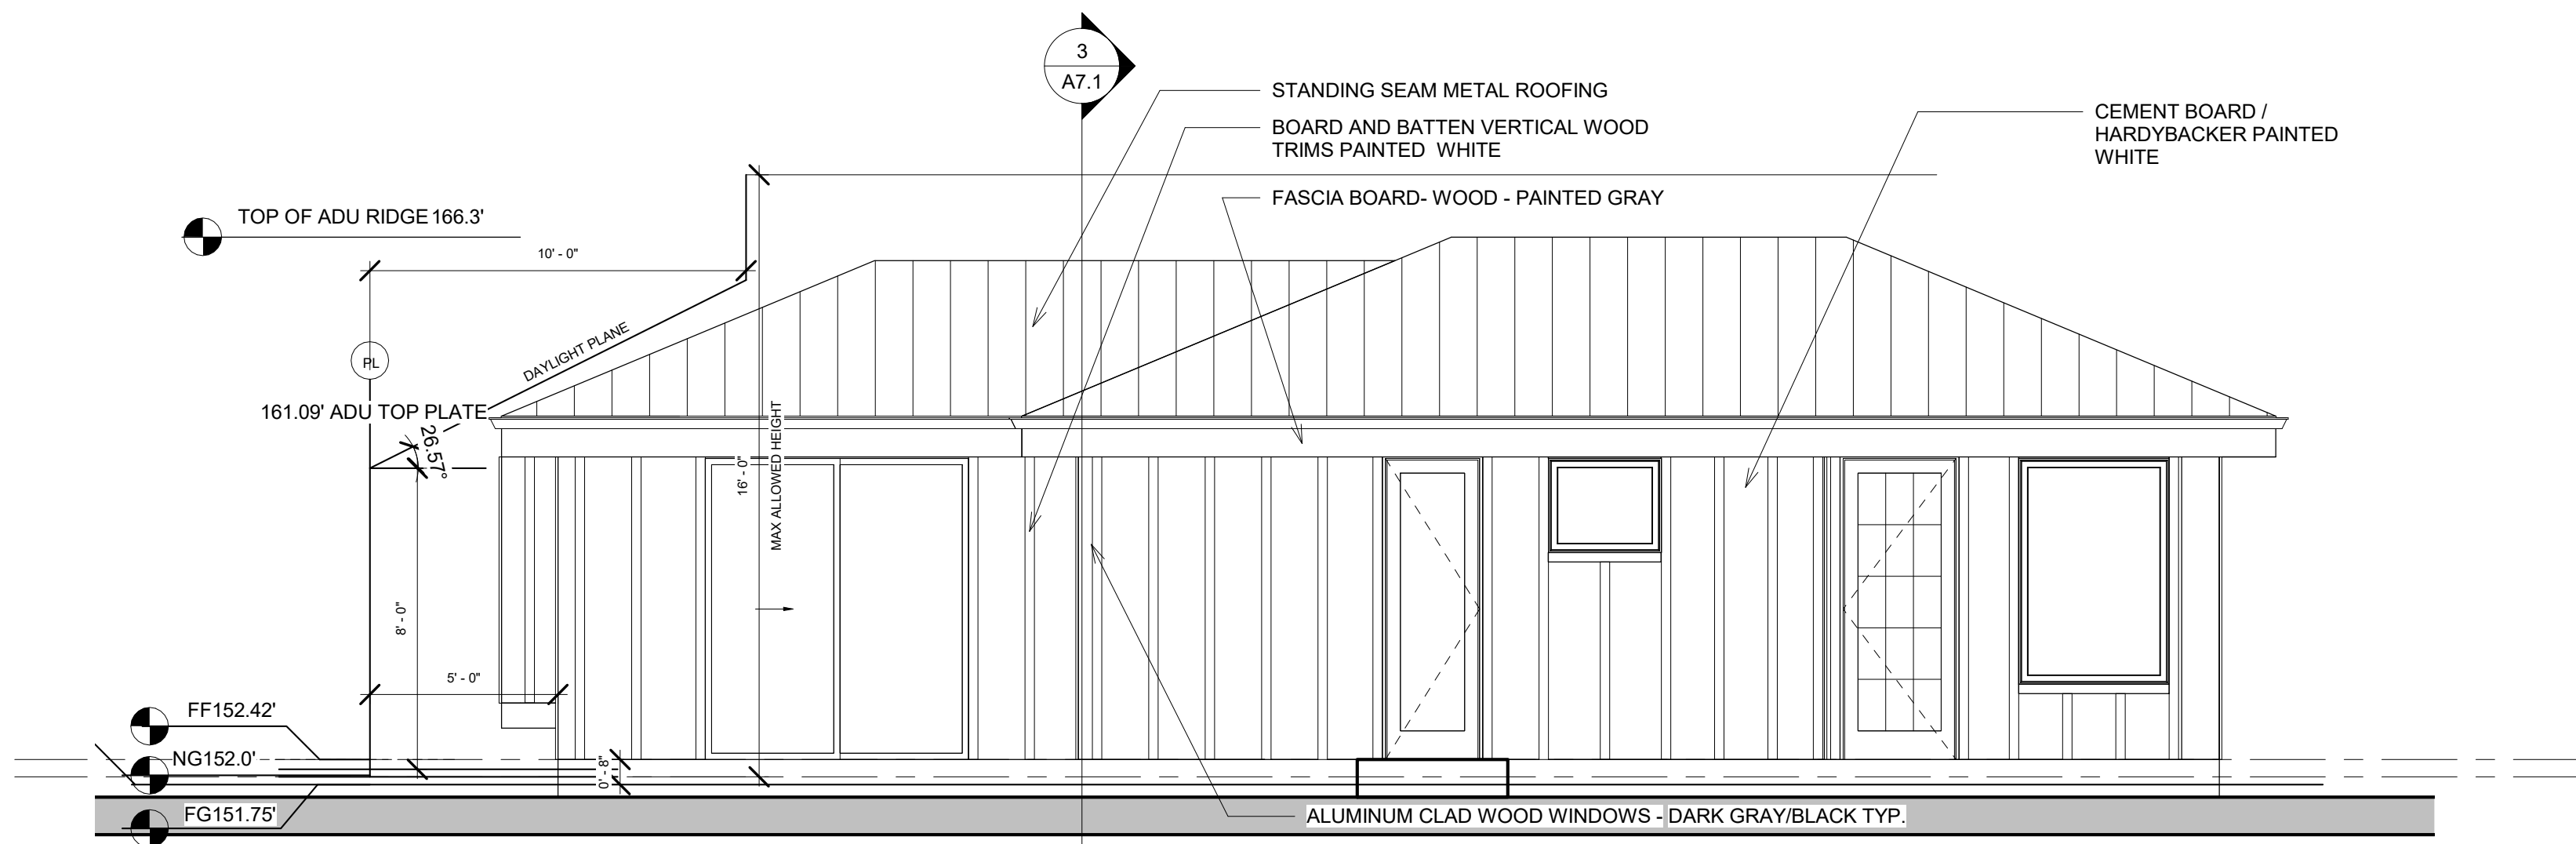 3
A7.1
STANDING SEAM METAL ROOFING
BOARD AND BATTEN VERTICAL WOOD
TRIMS PAINTED WHITE
CEMENT BOARD /
HARDYBACKER PAINTED
WHITE
FASCIA BOARD- WOOD - PAINTED GRAY
TOP OF ADU RIDGE 166.3'
10' - 0"
DAYLIGHT PLANE
PL
161.09' ADU TOP PLATE
26.57°
16' - 0"
MAX ALLOWED HEIGHT
8' - 0"
5' - 0"
FF152.42'
NG152.0'
0' - 8"
FG151.75'
ALUMINUM CLAD WOOD WINDOWS - DARK GRAY/BLACK TYP.